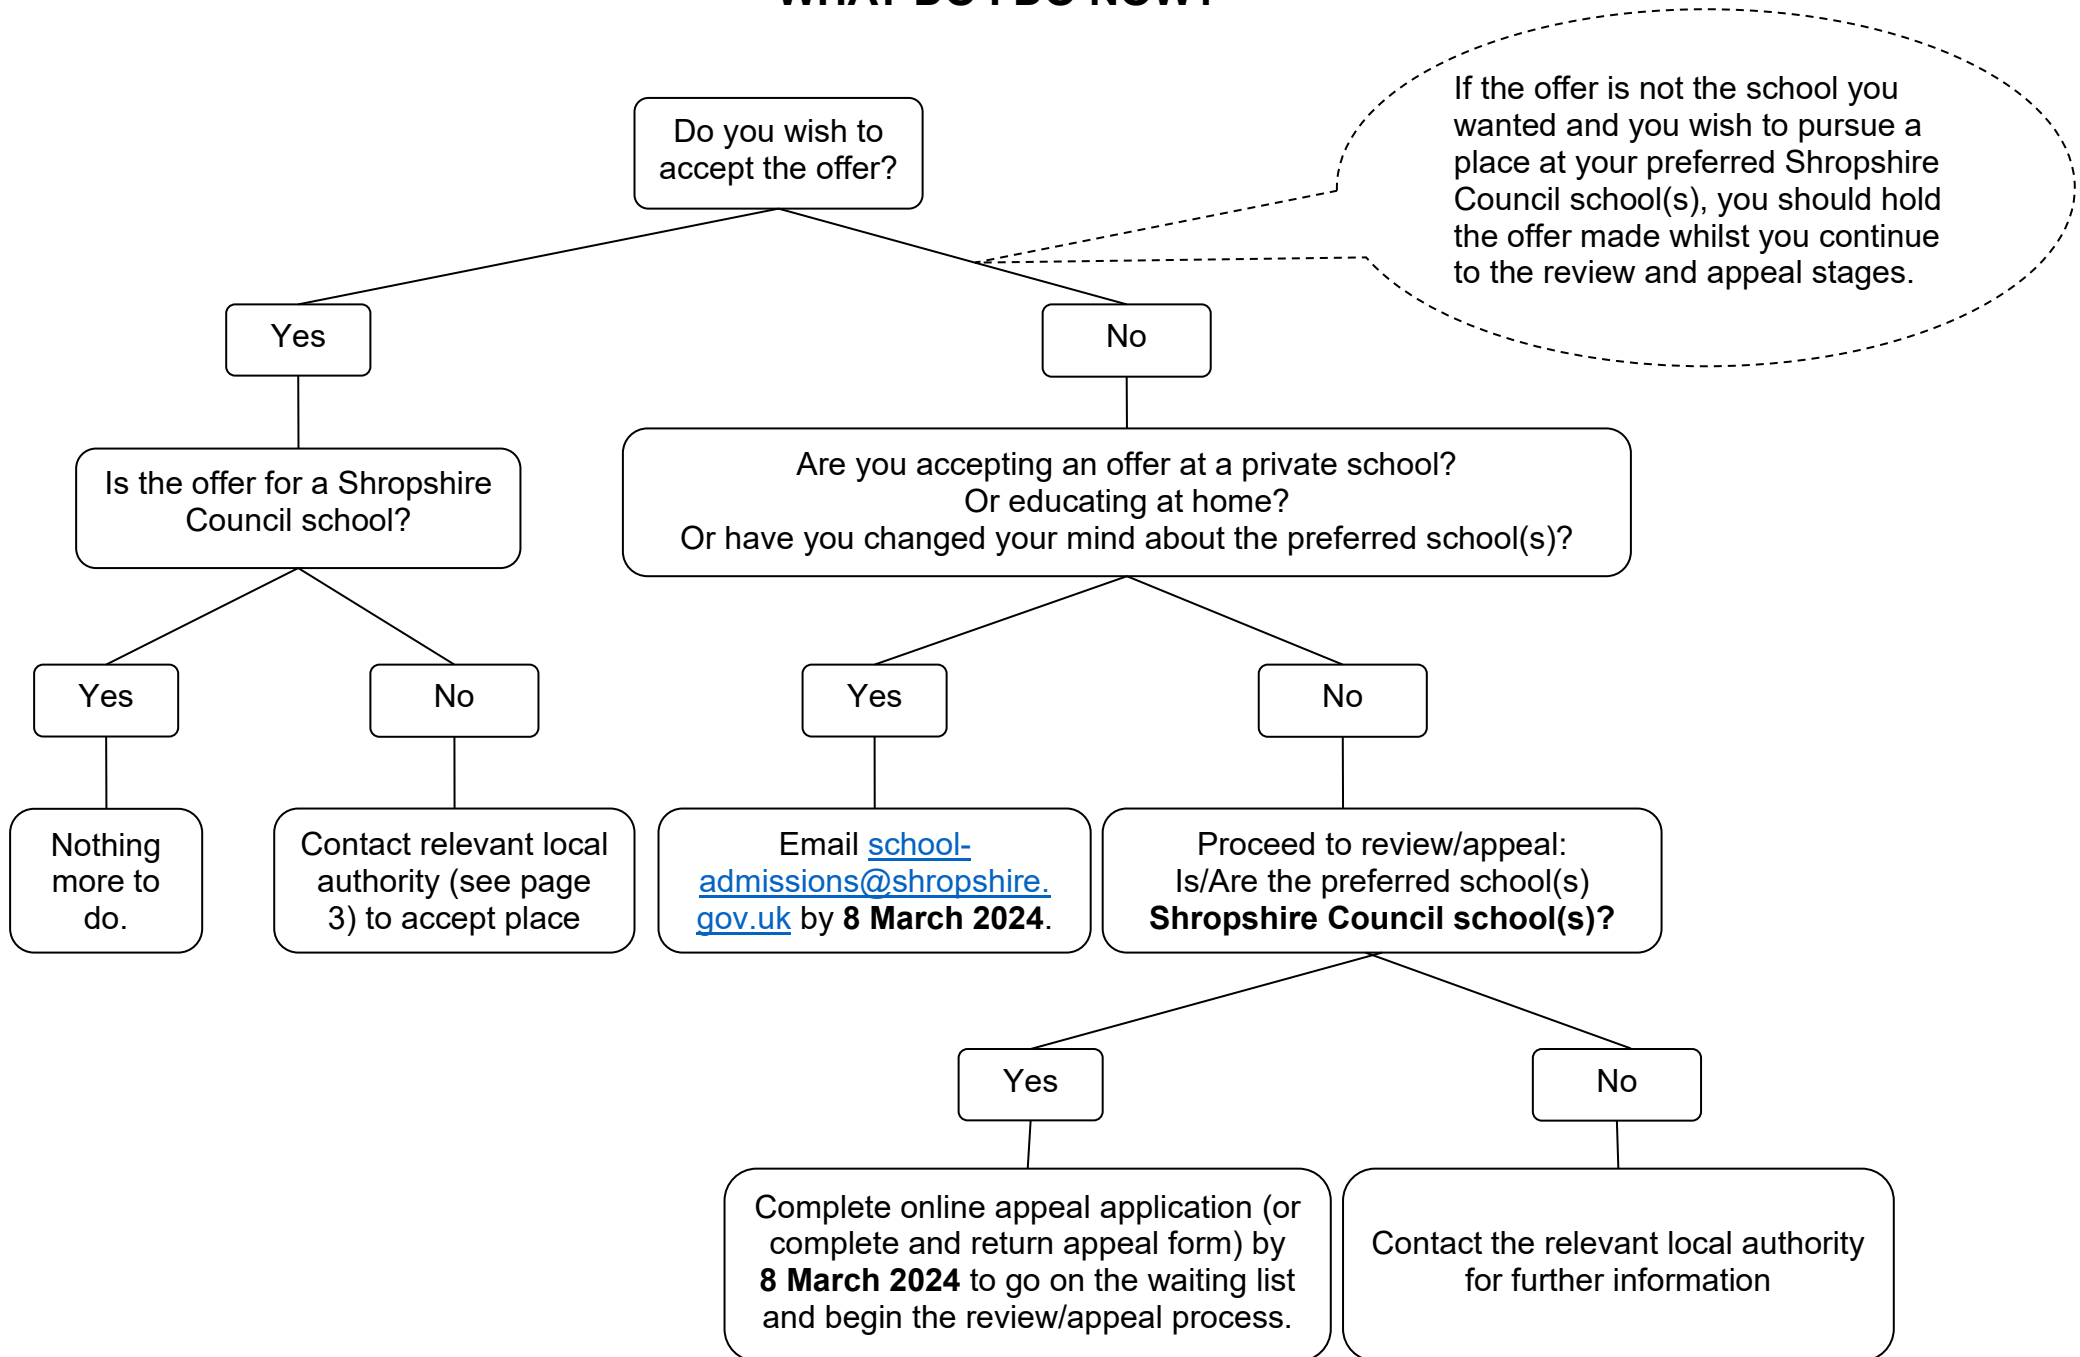 WHAT DO I DO NOW?
If the offer is not the school you
wanted and you wish to pursue a
place at your preferred Shropshire
Council school(s), you should hold
the offer made whilst you continue
to the review and appeal stages.
Do you wish to
accept the offer?
Yes
No
Is the offer for a Shropshire
Council school?
Are you accepting an offer at a private school?
Or educating at home?
Or have you changed your mind about the preferred school(s)?
Yes
No
Yes
No
Nothing
more to
do.
Contact relevant local
authority (see page
3) to accept place
Email school-
admissions@shropshire.
gov.uk by 8 March 2024.
Proceed to review/appeal:
Is/Are the preferred school(s)
Shropshire Council school(s)?
Yes
No
Complete online appeal application (or
complete and return appeal form) by
8 March 2024 to go on the waiting list
and begin the review/appeal process.
Contact the relevant local authority
for further information